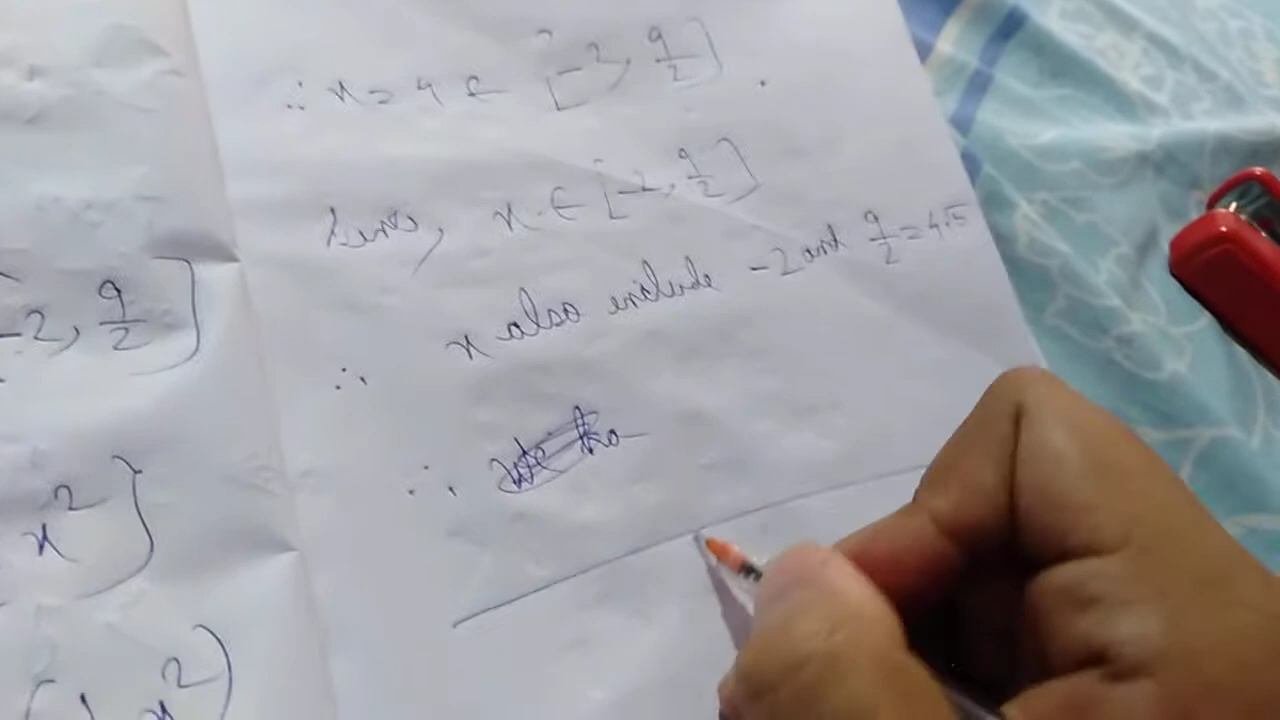 ∴ x = 4 ∈ [-2, 9/2].
x ∈ [-2, 9/2]
∴ x also include -2 and 9/2 = 4.5
∴
-2, 9/2]
x²)
x²)